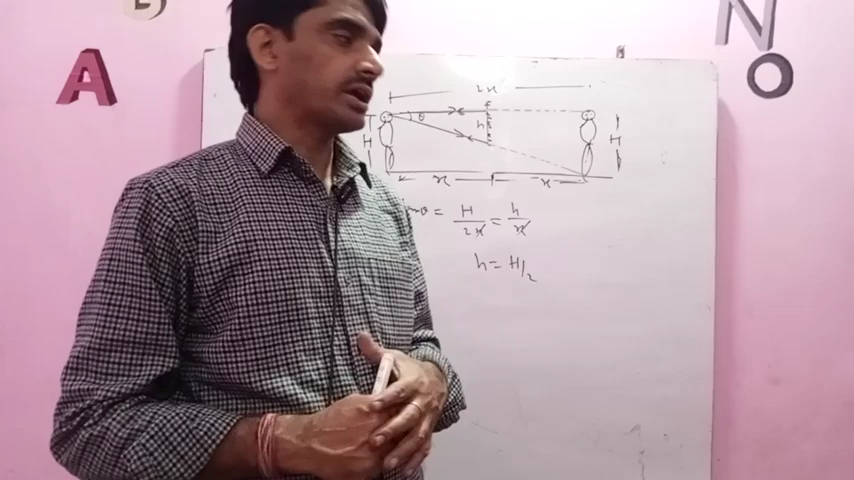 A
N
O
2x
θ
h
H
H
x x
θ = H/2x = h/x
h = H/2